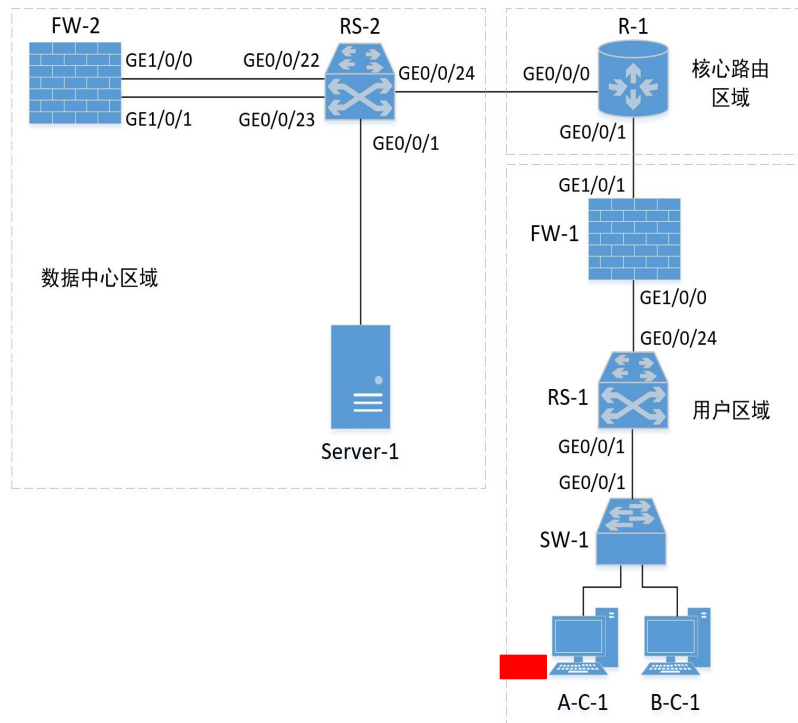 FW-2
RS-2
R-1
GE1/0/0
GE0/0/22
GE0/0/24
GE0/0/0
核心路由
区域
GE1/0/1
GE0/0/23
GE0/0/1
GE0/0/1
GE1/0/1
FW-1
数据中心区域
GE1/0/0
GE0/0/24
RS-1
用户区域
Server-1
GE0/0/1
GE0/0/1
SW-1
A-C-1
B-C-1